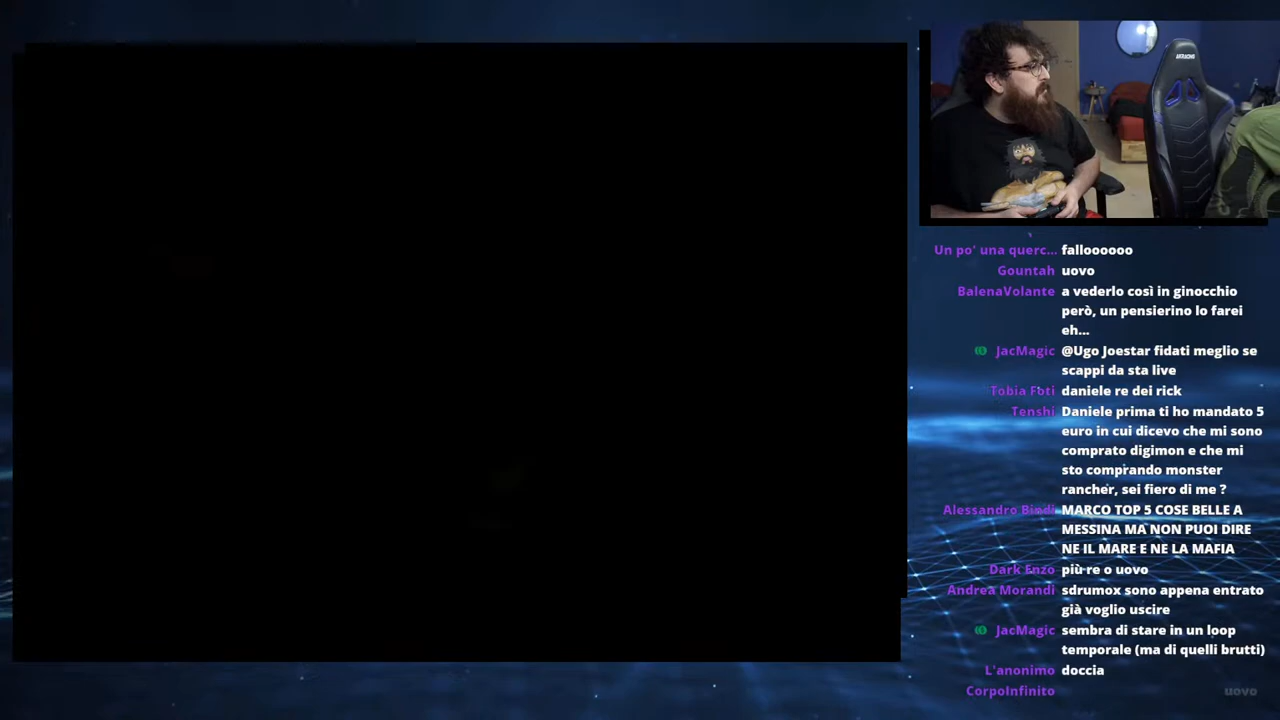 AKRACING
Un po' una querc... falloooooo
Gountah uovo
BalenaVolante a vederlo così in ginocchio
però, un pensierino lo farei
eh...
JacMagic @Ugo Joestar fidati meglio se
scappi da sta live
Tobia Foti daniele re dei rick
Tenshi Daniele prima ti ho mandato 5
euro in cui dicevo che mi sono
comprato digimon e che mi
sto comprando monster
rancher, sei fiero di me ?
Alessandro Biadi MARCO TOP 5 COSE BELLE A
MESSINA MA NON PUOI DIRE
NE IL MARE E NE LA MAFIA
Dark Enzo più re o uovo
Andrea Morandi sdrumox sono appena entrato
già voglio uscire
JacMagic sembra di stare in un loop
temporale (ma di quelli brutti)
L'anonimo doccia
CorpoInfinito uovo